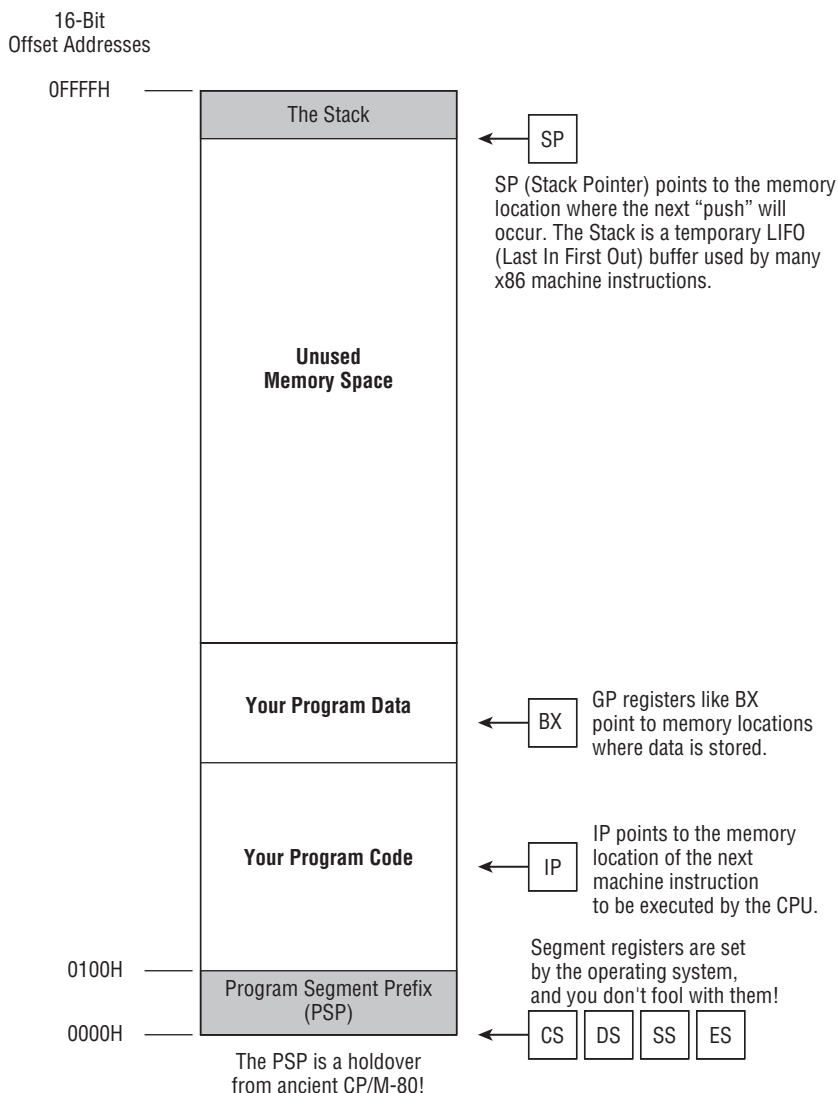 16-Bit
Offset Addresses
0FFFFH
The Stack
SP
SP (Stack Pointer) points to the memory
location where the next “push” will
occur. The Stack is a temporary LIFO
(Last In First Out) buffer used by many
x86 machine instructions.
Unused
Memory Space
Your Program Data
BX
GP registers like BX
point to memory locations
where data is stored.
Your Program Code
IP
IP points to the memory
location of the next
machine instruction
to be executed by the CPU.
Segment registers are set
by the operating system,
and you don't fool with them!
0100H
Program Segment Prefix
(PSP)
0000H
CS DS SS ES
The PSP is a holdover
from ancient CP/M-80!